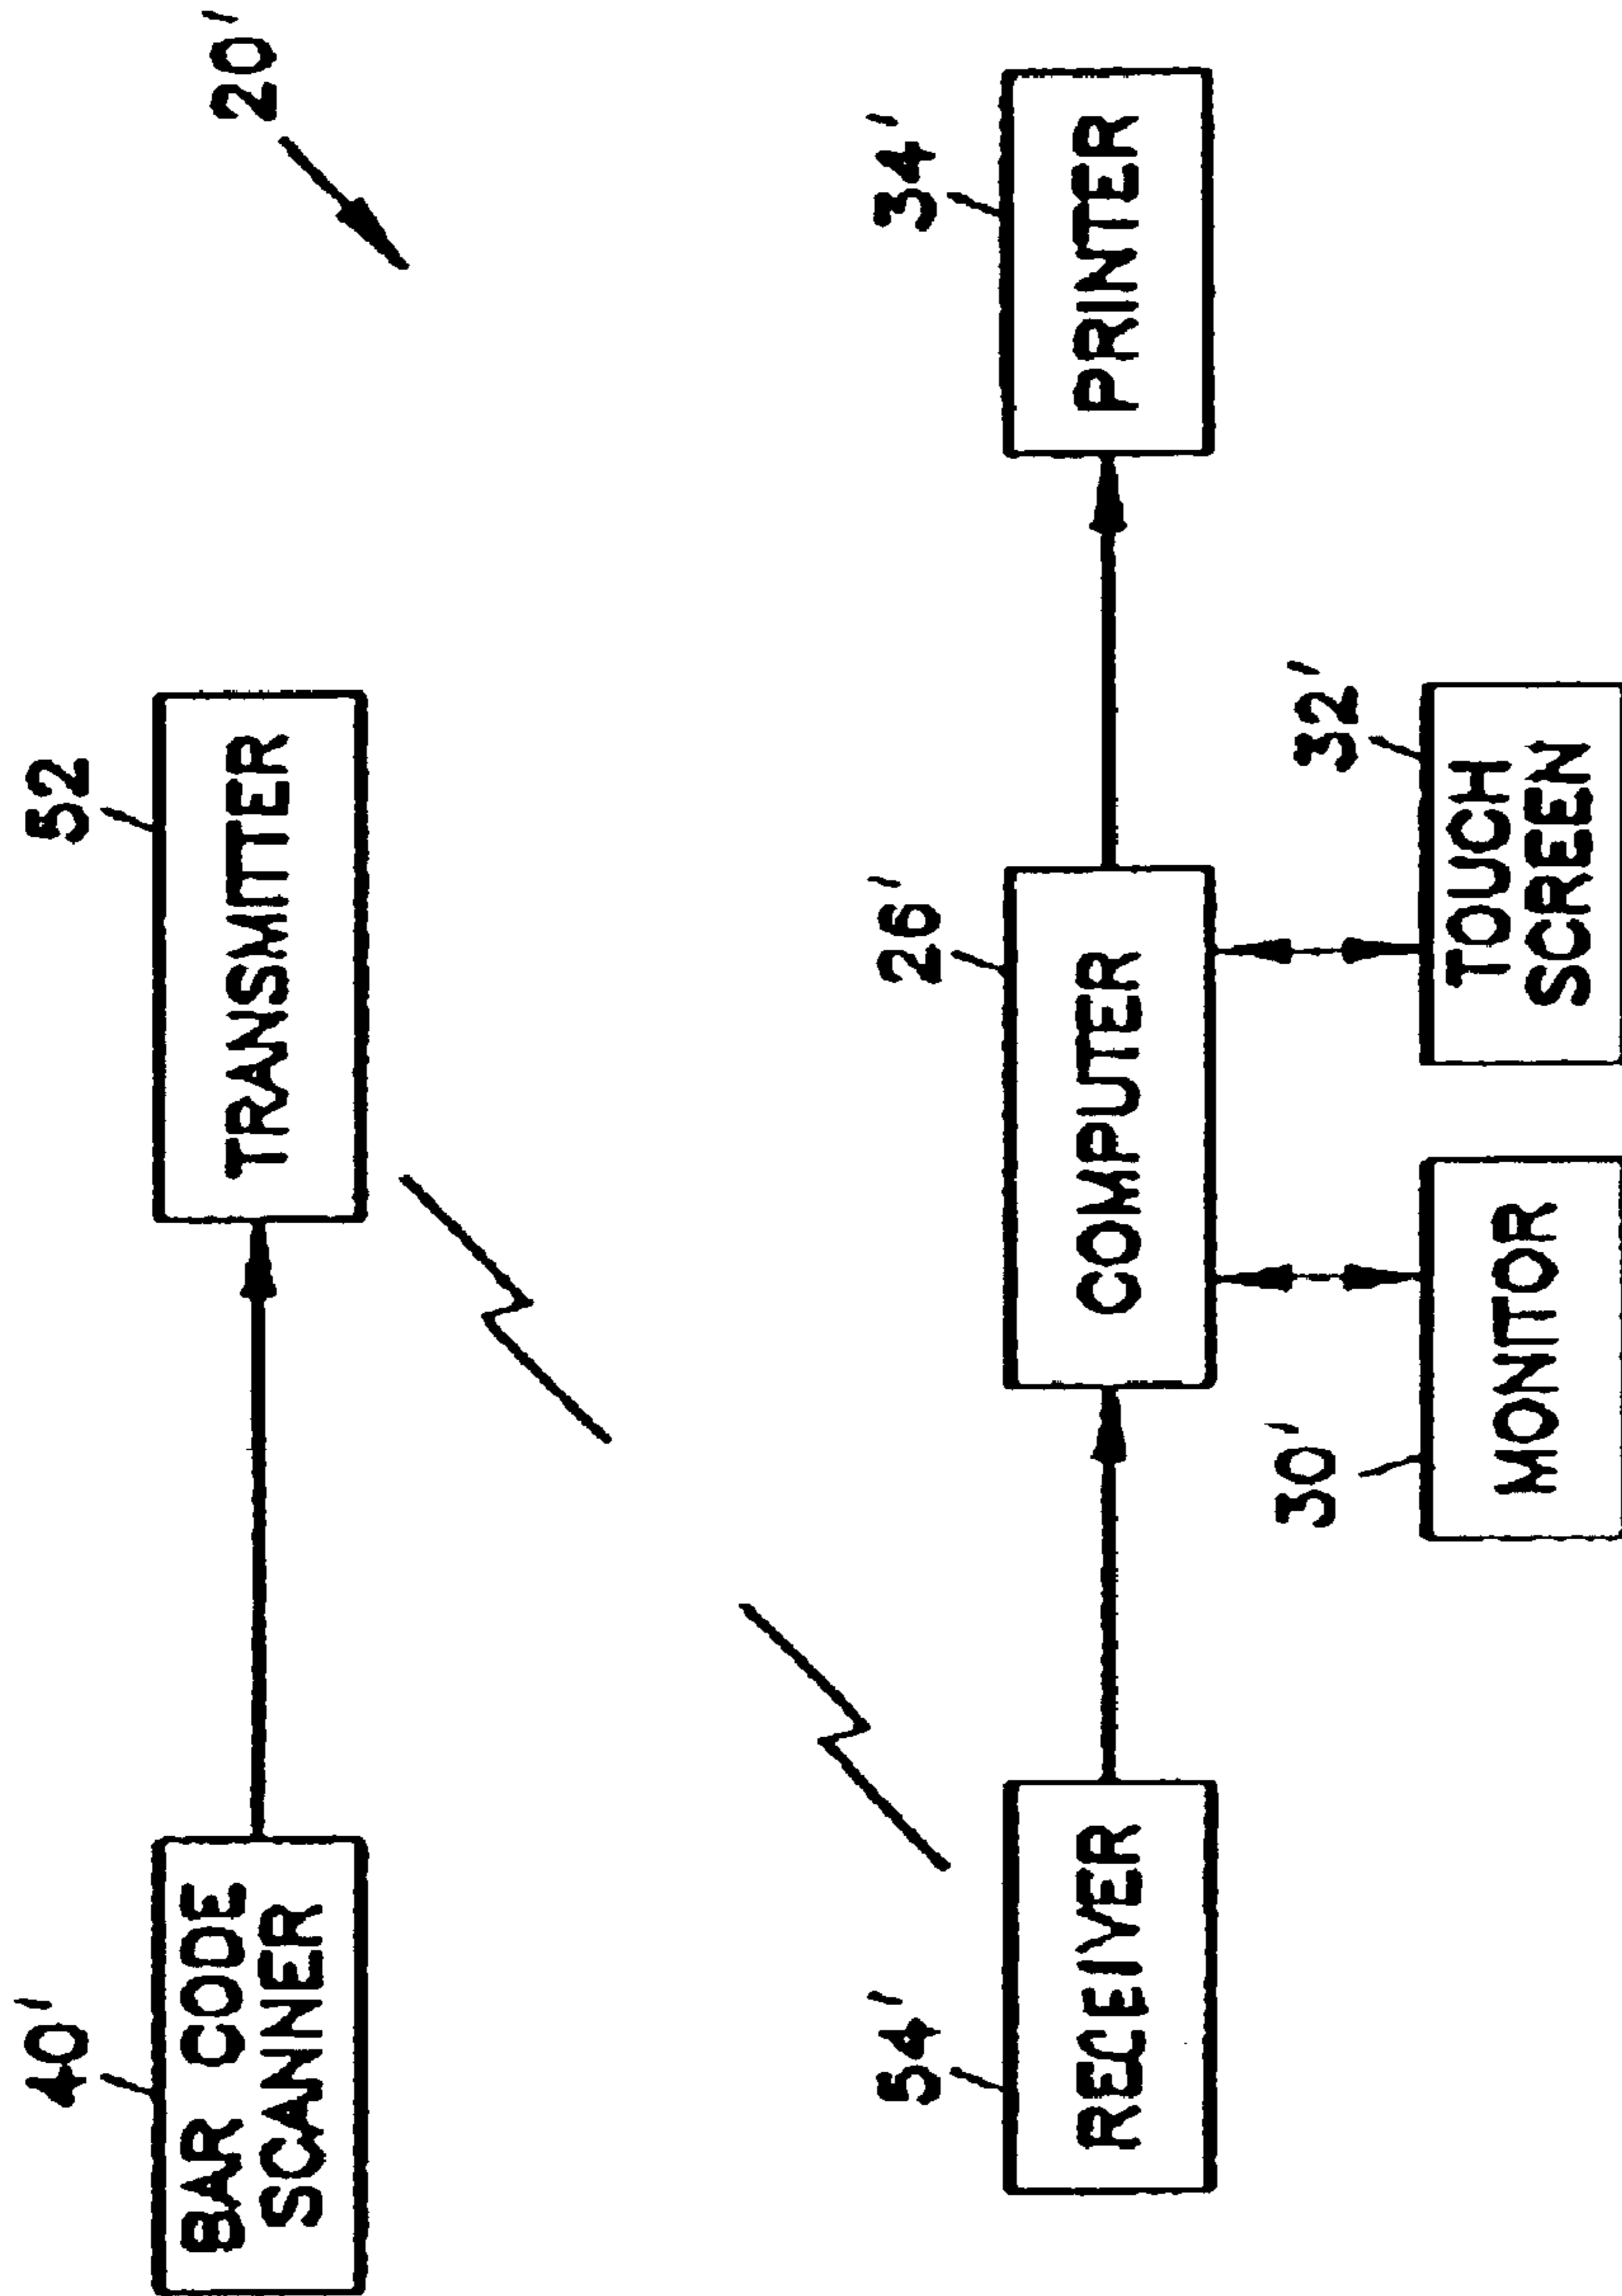 20'
40'
BAR CODE
SCANNER
52
TRANSMITTER
54'
RECEIVER
26'
COMPUTER
34'
PRINTER
30'
MONITOR
32'
TOUCH
SCREEN